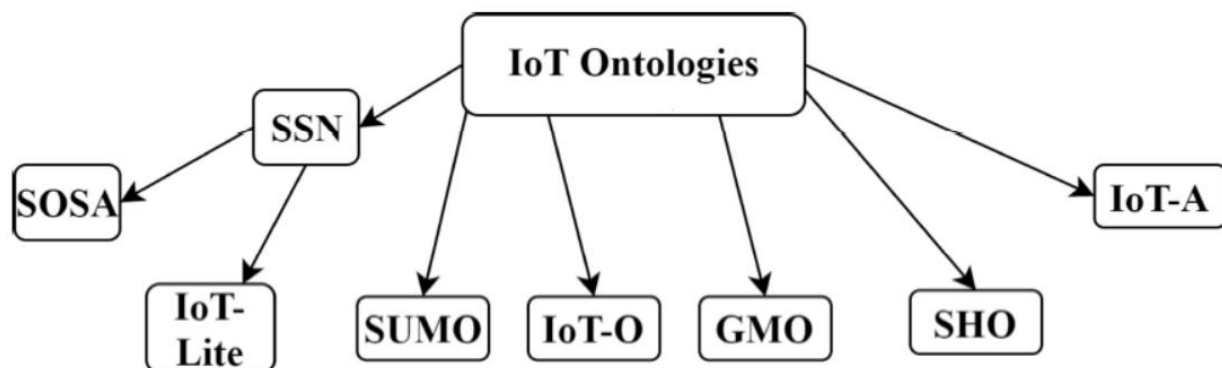 IoT Ontologies
SSN
SOSA
IoT-A
IoT-
Lite
SUMO
IoT-O
GMO
SHO